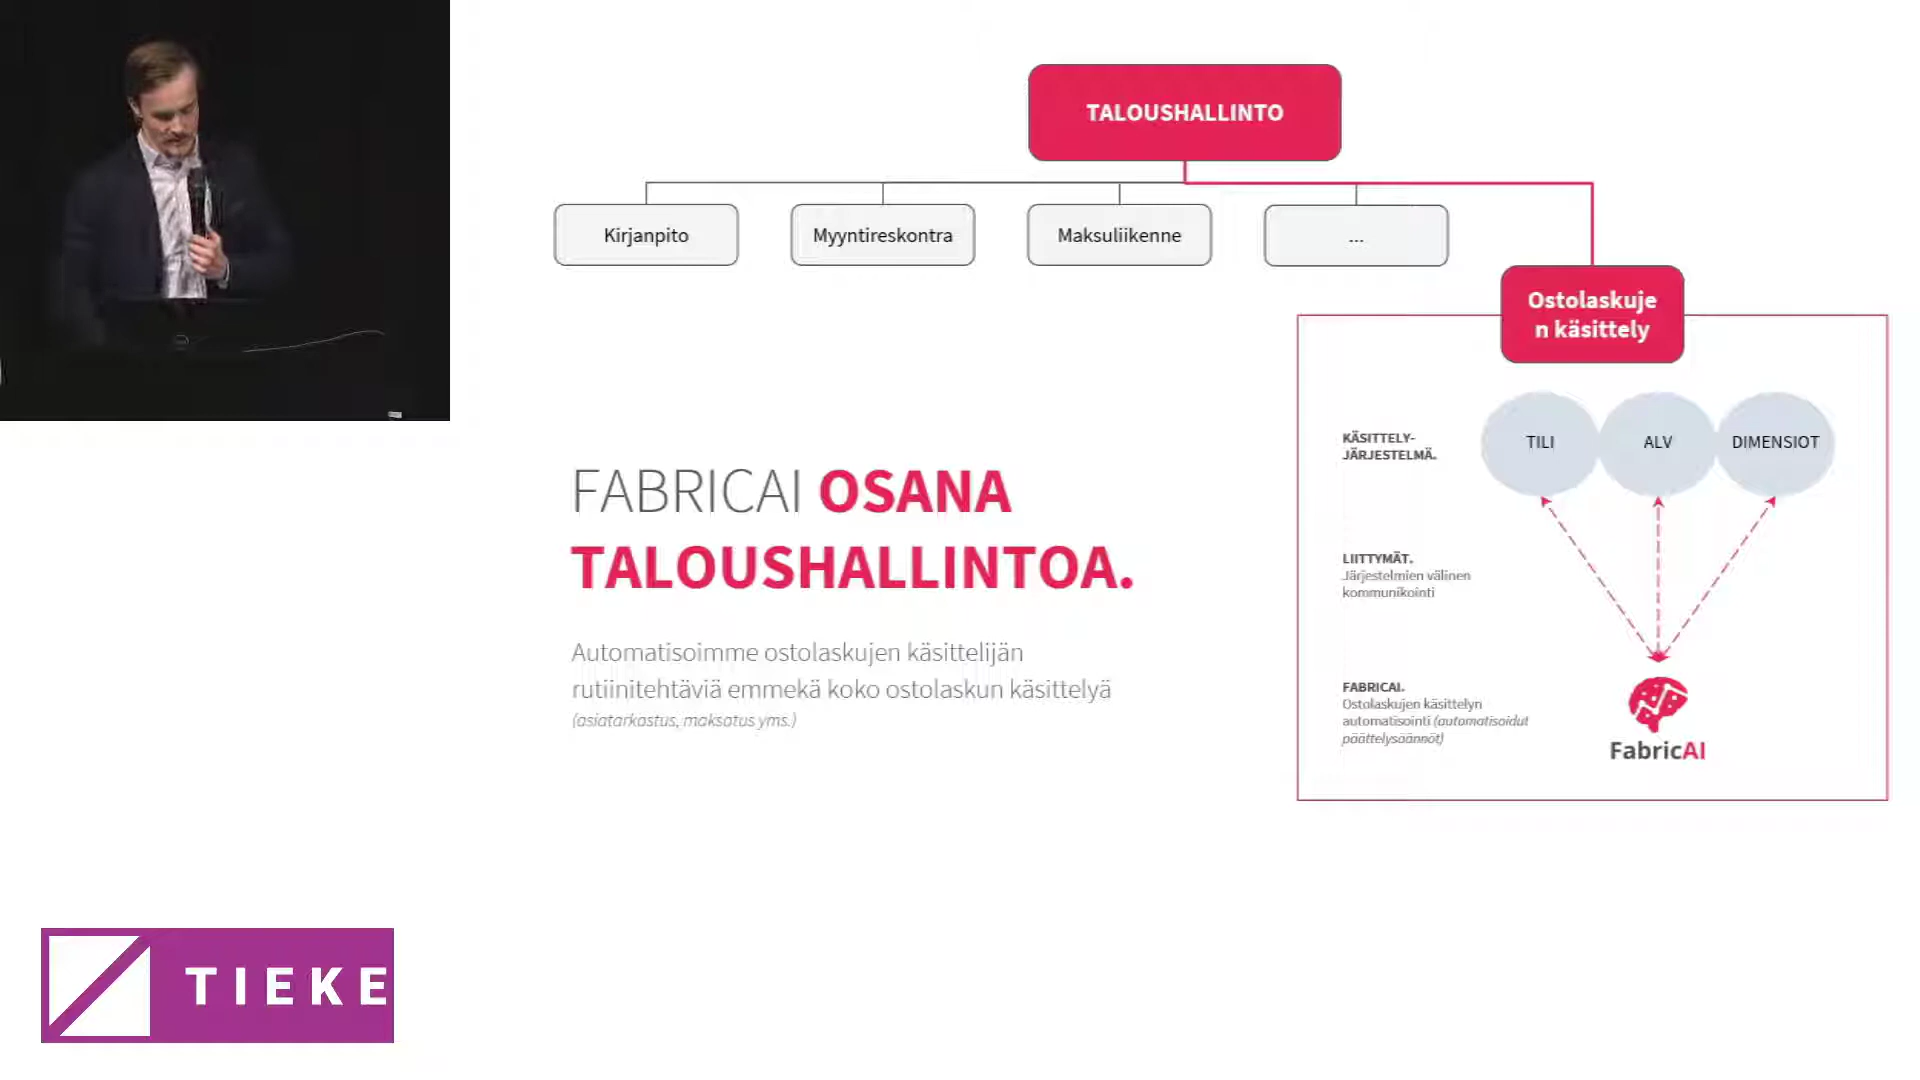 TALOUSHALLINTO
Kirjanpito
Myyntireskontra
Maksuliikenne
...
Ostolaskuje
n käsittely
FABRICAI OSANA
TALOUSHALLINTOA.
Automatisoimme ostolaskujen käsittelijän
rutiinitehtäviä emmekä koko ostolaskun käsittelyä
(asiatarkastus, maksatus yms.)
KÄSITTELY-
JÄRJESTELMÄ.
TILI
ALV
DIMENSIOT
LIITTYMÄT.
Järjestelmien välinen
kommunikointi
FABRICAI.
Ostolaskujen käsittelyn
automatisointi (automatisoidut
päättelysäännöt)
FabricAI
TIEKE